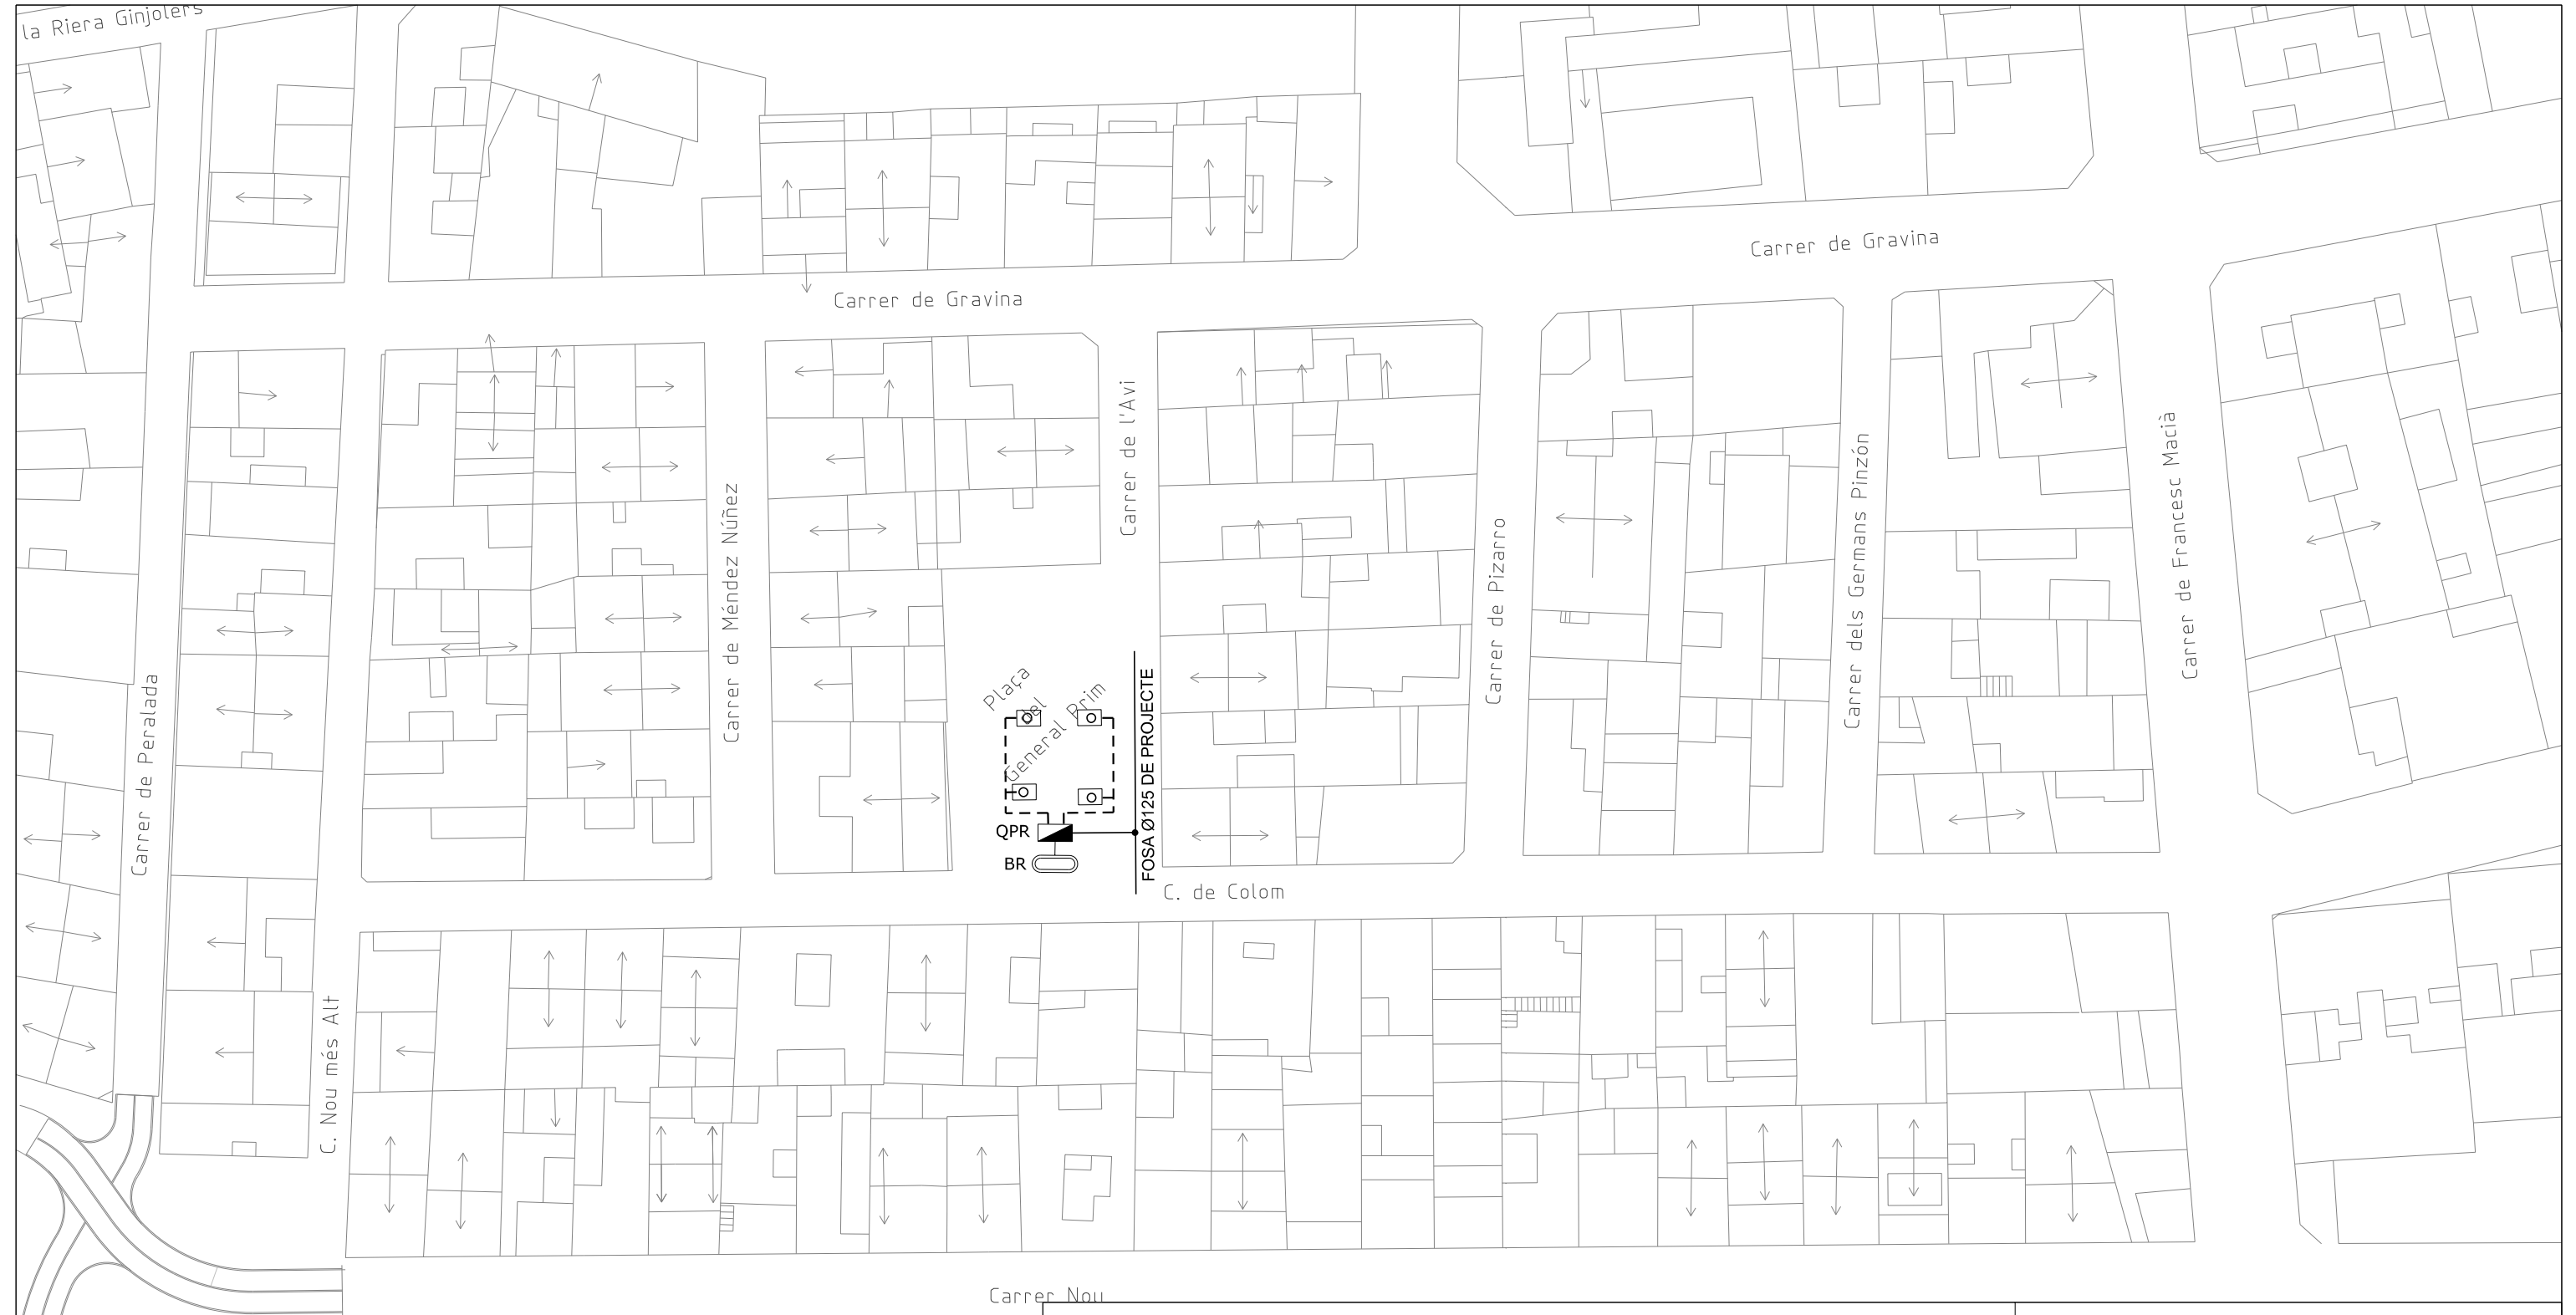 la Riera Ginjolers
Carrer de Gravina
Carrer de Gravina
Carrer de l'Avi
Carrer de Méndez Núñez
Carrer de Pizarro
Carrer dels Germans Pinzón
Carrer de Francesc Macià
Carrer de Peralada
Plaça
del
General Prim
FOSA Ø125 DE PROJECTE
QPR
BR
C. de Colom
C. Nou més Alt
Carrer Nou